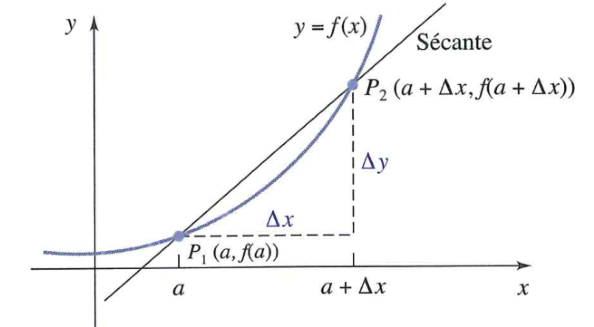 y
y = f(x)
Sécante
P₂ (a + Δx, f(a + Δx))
Δy
Δx
P₁ (a, f(a))
a
a + Δx
x